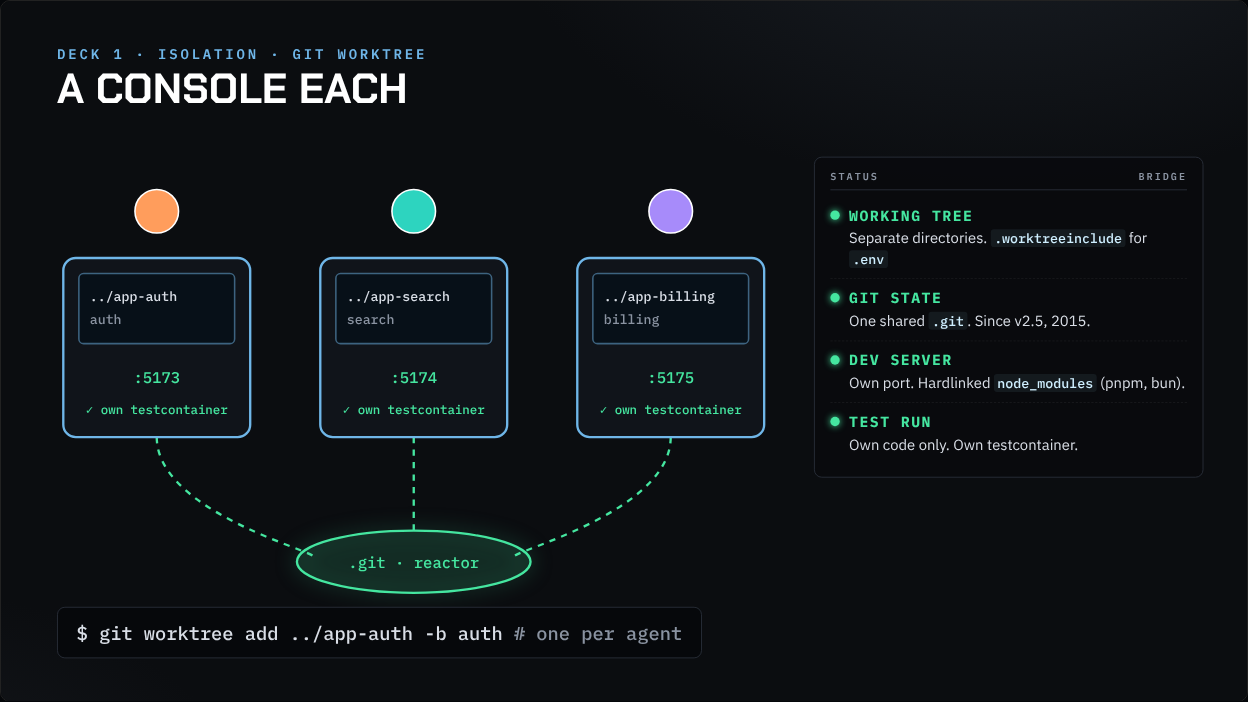 DECK 1 · ISOLATION · GIT WORKTREE
A CONSOLE EACH
../app-auth
auth
:5173
✓ own testcontainer
../app-search
search
:5174
✓ own testcontainer
../app-billing
billing
:5175
✓ own testcontainer
.git · reactor
$ git worktree add ../app-auth -b auth # one per agent
STATUS BRIDGE
WORKING TREE
Separate directories. .worktreeinclude for
.env
GIT STATE
One shared .git. Since v2.5, 2015.
DEV SERVER
Own port. Hardlinked node_modules (pnpm, bun).
TEST RUN
Own code only. Own testcontainer.